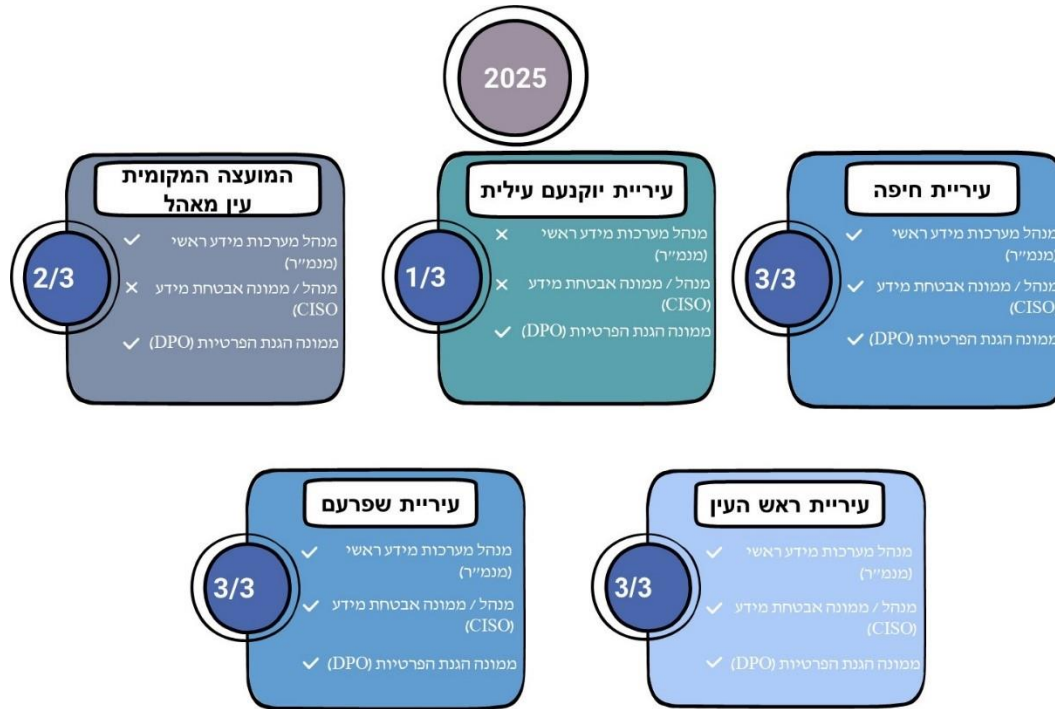 2025
עיריית חיפה
3/3
✓ מנהל מערכות מידע ראשי
(מנמ"ר)
✓ מנהל / ממונה אבטחת מידע
(CISO)
✓ ממונה הגנת הפרטיות (DPO)
עיריית יוקנעם עילית
1/3
× מנהל מערכות מידע ראשי
(מנמ"ר)
× מנהל / ממונה אבטחת מידע
(CISO)
✓ ממונה הגנת הפרטיות (DPO)
המועצה המקומית
עין מאהל
2/3
✓ מנהל מערכות מידע ראשי
(מנמ"ר)
× מנהל / ממונה אבטחת מידע
CISO)
✓ ממונה הגנת הפרטיות (DPO)
עיריית ראש העין
3/3
✓ מנהל מערכות מידע ראשי
(מנמ"ר)
✓ מנהל / ממונה אבטחת מידע
(CISO)
✓ ממונה הגנת הפרטיות (DPO)
עיריית שפרעם
3/3
✓ מנהל מערכות מידע ראשי
(מנמ"ר)
✓ מנהל / ממונה אבטחת מידע
(CISO)
✓ ממונה הגנת הפרטיות (DPO)